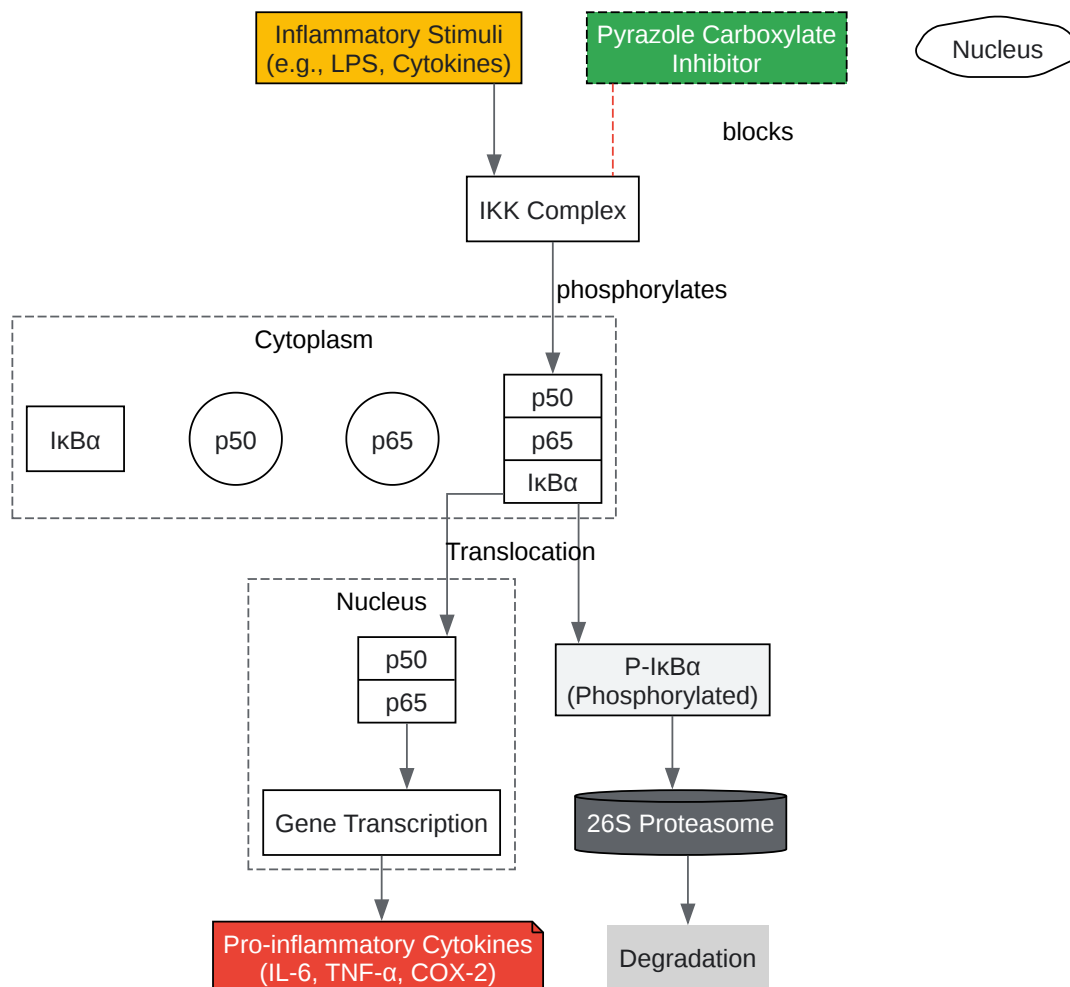 Inflammatory Stimuli
(e.g., LPS, Cytokines)
Pyrazole Carboxylate
Inhibitor
Nucleus
blocks
IKK Complex
phosphorylates
Cytoplasm
IκBα
p50
p65
p50
p65
IκBα
Translocation
Nucleus
p50
p65
P-IκBα
(Phosphorylated)
Gene Transcription
26S Proteasome
Pro-inflammatory Cytokines
(IL-6, TNF-α, COX-2)
Degradation